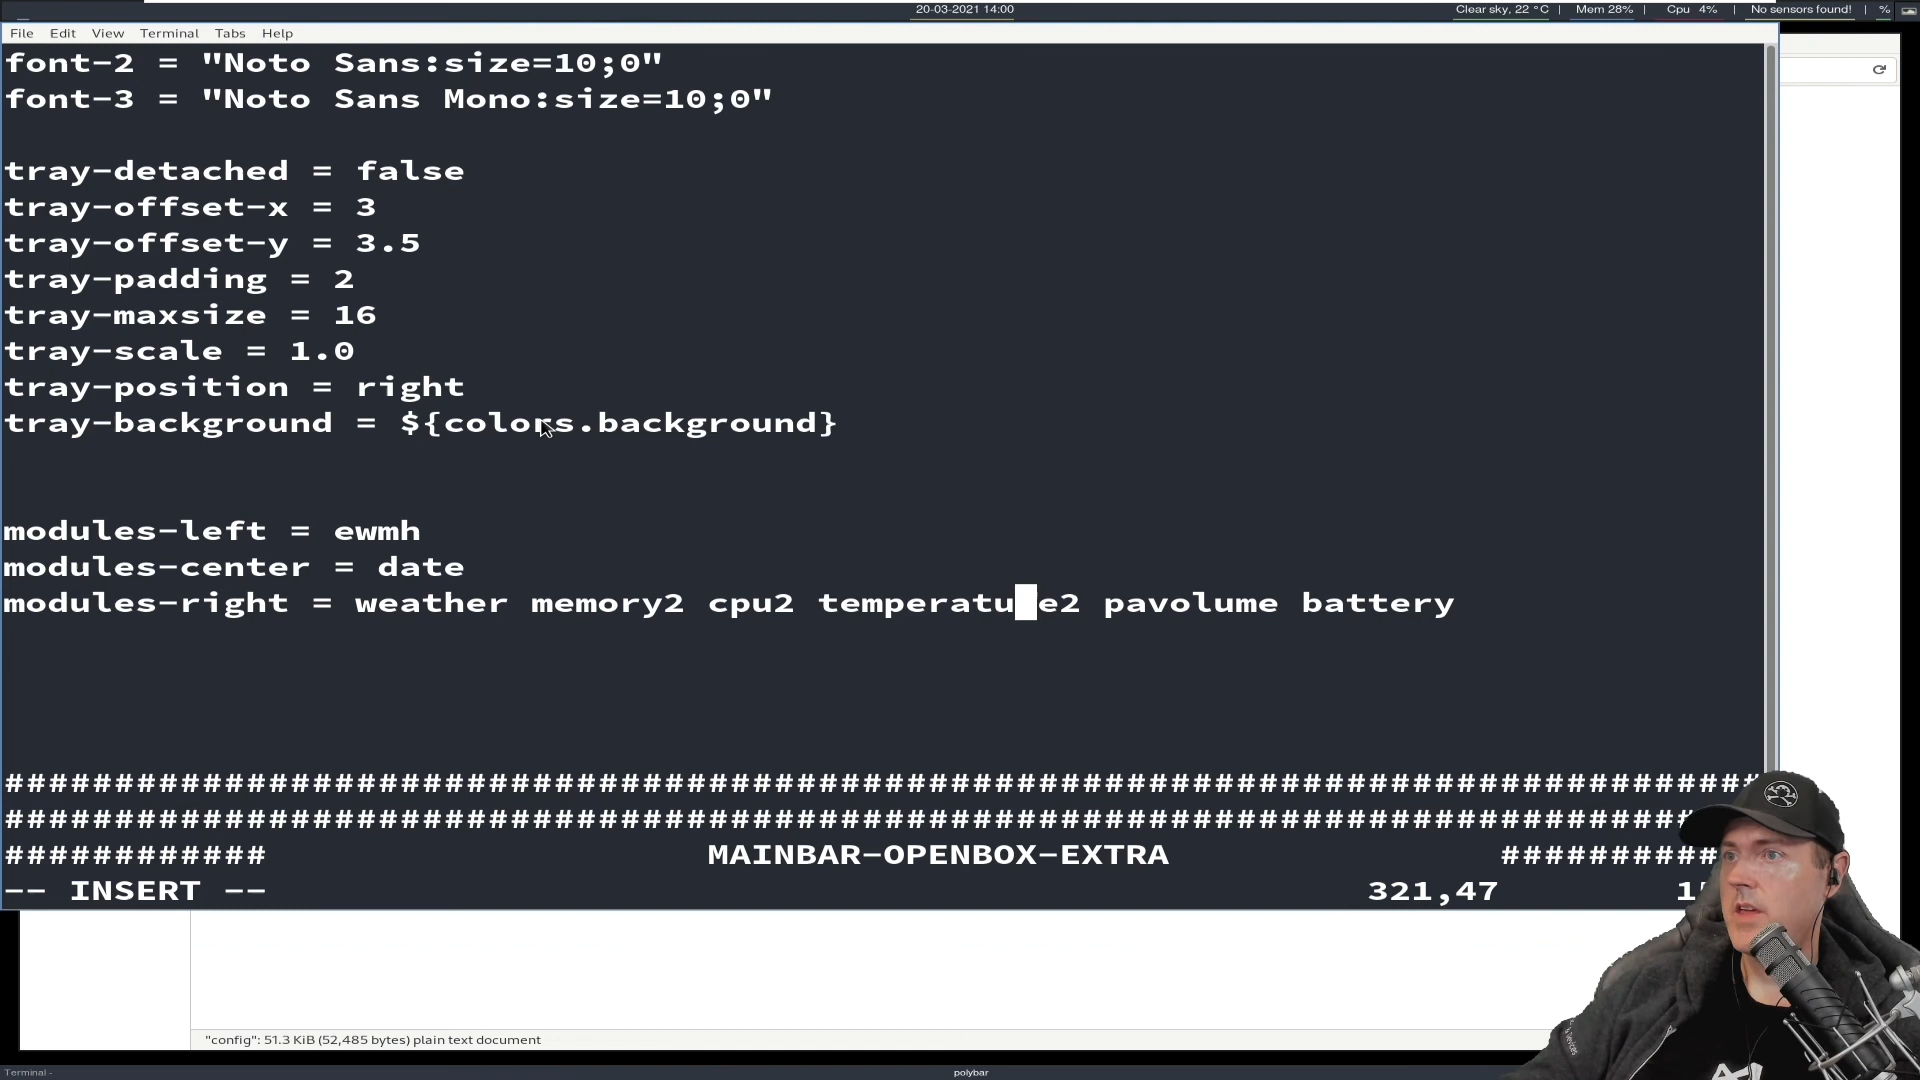 20-03-2021 14:00
Clear sky, 22 °C | Mem 28% | Cpu 4% | No sensors found! | %
File Edit View Terminal Tabs Help
font-2 = "Noto Sans:size=10;0"
font-3 = "Noto Sans Mono:size=10;0"
tray-detached = false
tray-offset-x = 3
tray-offset-y = 3.5
tray-padding = 2
tray-maxsize = 16
tray-scale = 1.0
tray-position = right
tray-background = ${colors.background}
modules-left = ewmh
modules-center = date
modules-right = weather memory2 cpu2 temperatu e2 pavolume battery
################################################################################
##############################################################################
############ MAINBAR-OPENBOX-EXTRA ##########
-- INSERT -- 321,47
"config": 51.3 KiB (52,485 bytes) plain text document
Terminal -
polybar